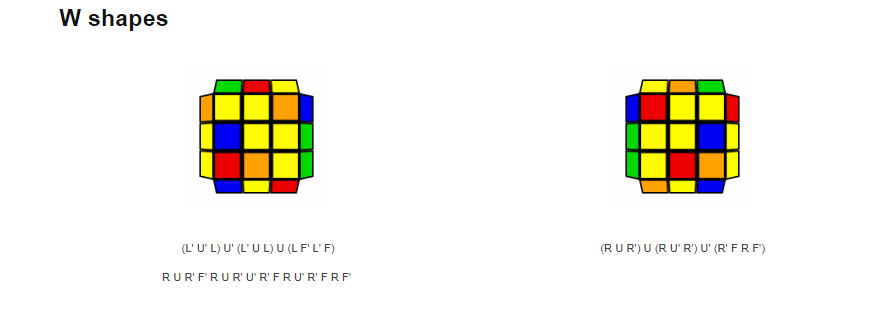 W shapes
(L' U' L) U' (L' U L) U (L F' L' F)
(R U R') U (R U' R') U' (R' F R F')
R U R' F' R U R' U' R' F R U' R' F R F'